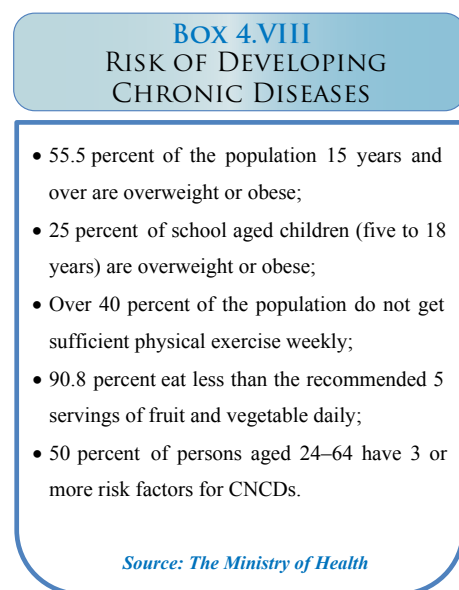 BOX 4.VIII
RISK OF DEVELOPING
CHRONIC DISEASES
• 55.5 percent of the population 15 years and
over are overweight or obese;
• 25 percent of school aged children (five to 18
years) are overweight or obese;
• Over 40 percent of the population do not get
sufficient physical exercise weekly;
• 90.8 percent eat less than the recommended 5
servings of fruit and vegetable daily;
• 50 percent of persons aged 24–64 have 3 or
more risk factors for CNCDs.
Source: The Ministry of Health